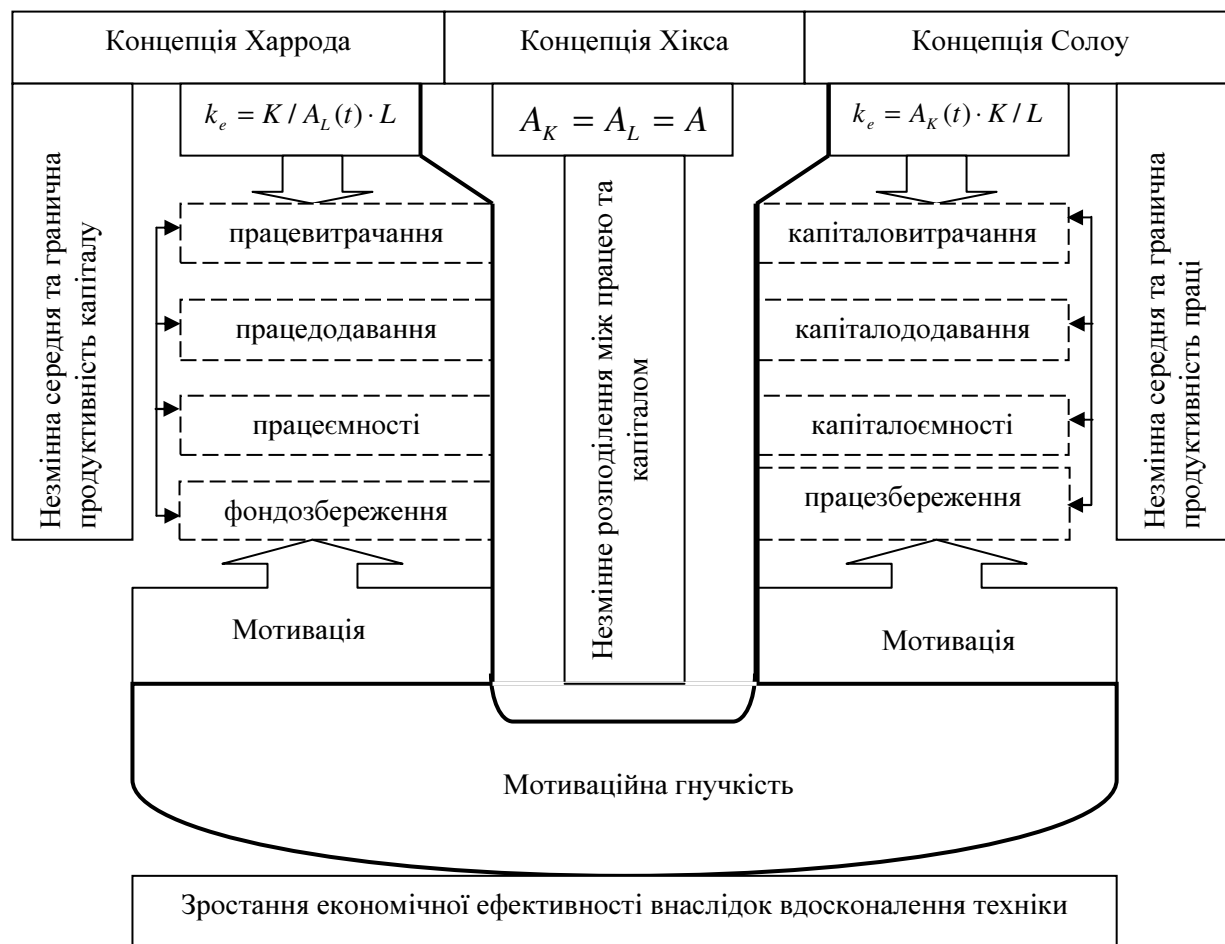 Концепція Харрода
Концепція Хікса
Концепція Солоу
k_e = K / A_L(t) · L
A_K = A_L = A
k_e = A_K(t) · K / L
Незмінна середня та гранична
продуктивність капіталу
працевитрачання
працедодавання
працеємності
фондозбереження
Незмінне розподілення між працею та
капіталом
капіталовитрачання
капіталододавання
капіталоємності
працезбереження
Незмінна середня та гранична
продуктивність праці
Мотивація
Мотивація
Мотиваційна гнучкість
Зростання економічної ефективності внаслідок вдосконалення техніки